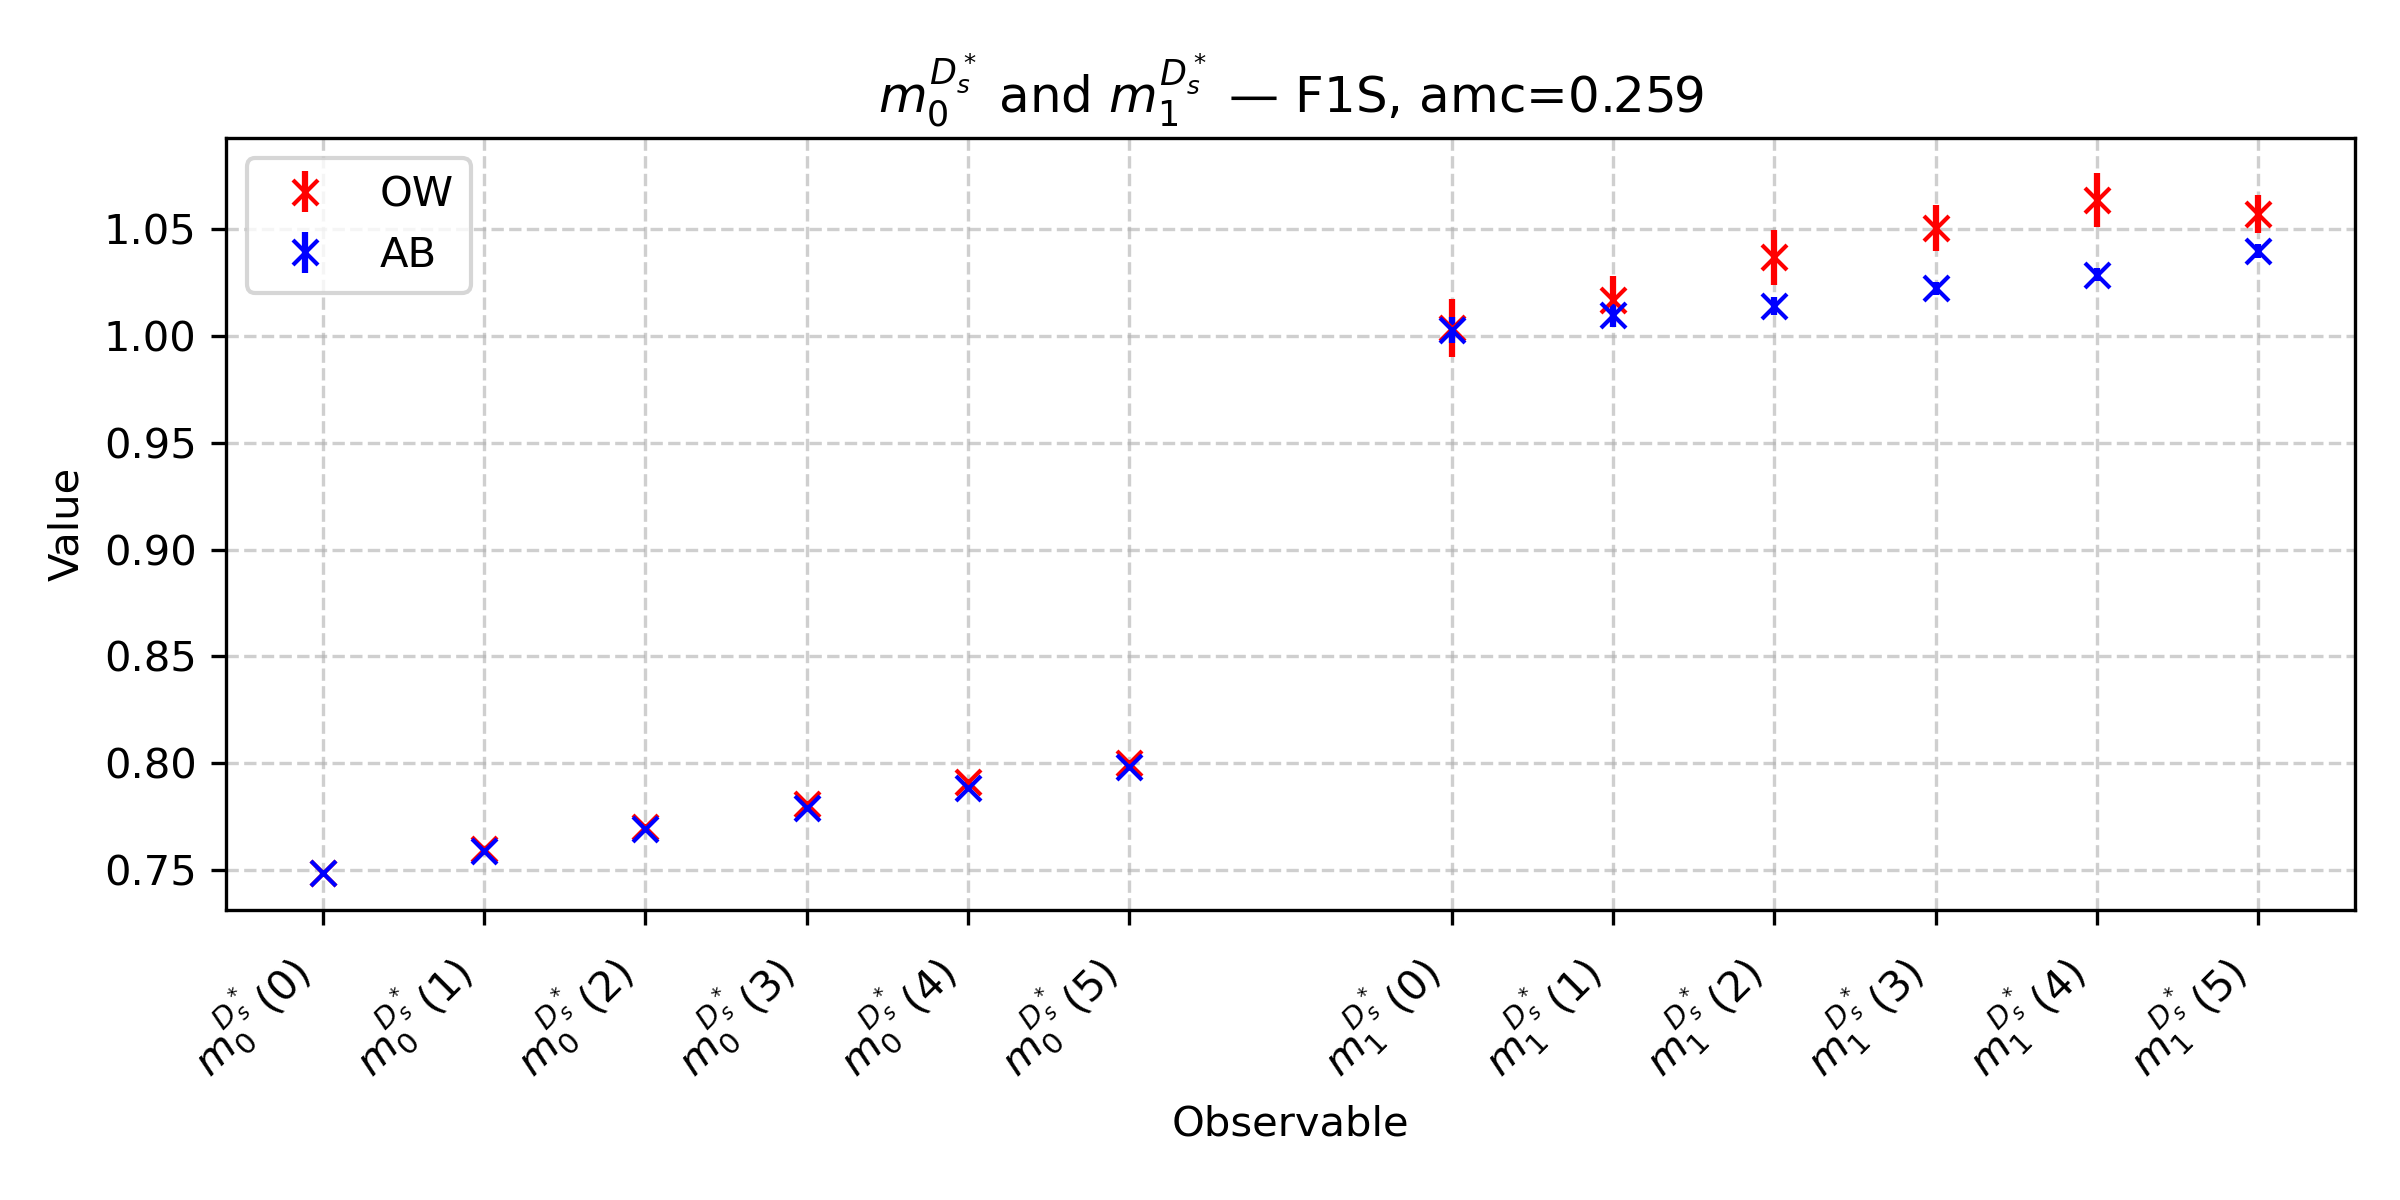 m_0^{D_s^*} and m_1^{D_s^*} — F1S, amc=0.259
OW
AB
1.05
1.00
0.95
0.90
0.85
0.80
0.75
Value
m_0^{D_s^*}(0)
m_0^{D_s^*}(1)
m_0^{D_s^*}(2)
m_0^{D_s^*}(3)
m_0^{D_s^*}(4)
m_0^{D_s^*}(5)
m_1^{D_s^*}(0)
m_1^{D_s^*}(1)
m_1^{D_s^*}(2)
m_1^{D_s^*}(3)
m_1^{D_s^*}(4)
m_1^{D_s^*}(5)
Observable